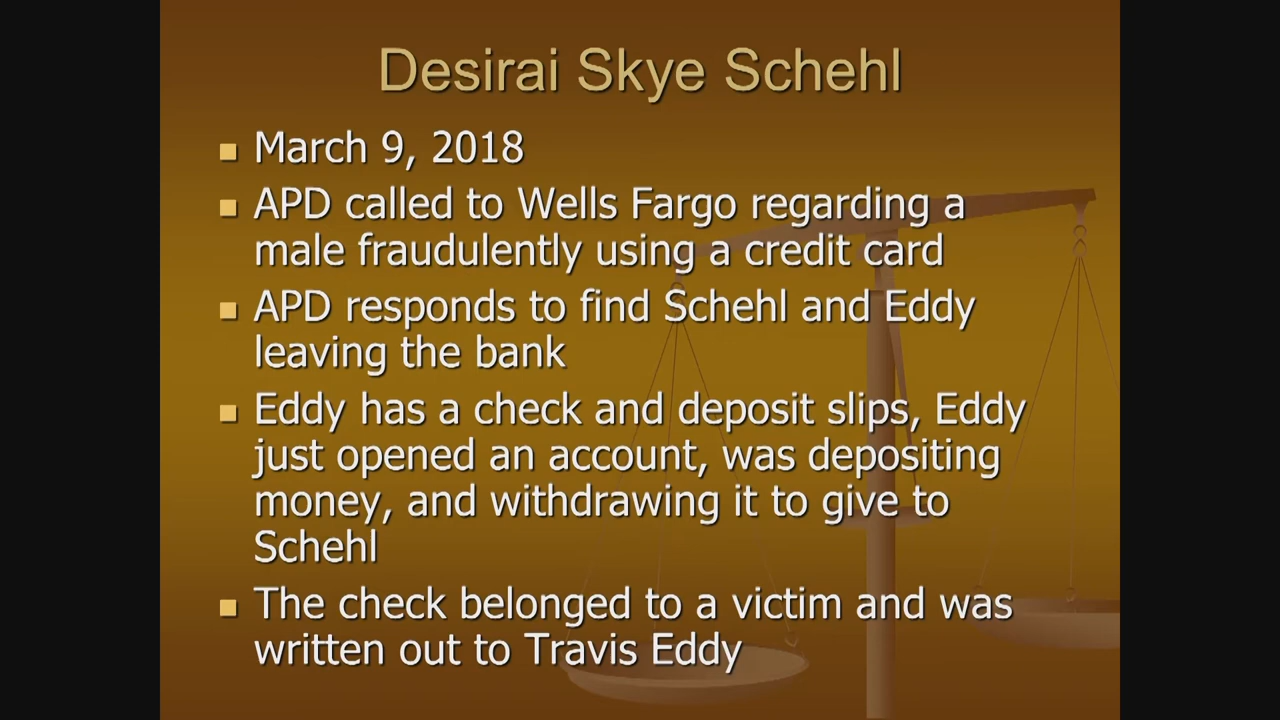 Desirai Skye Schehl
March 9, 2018
APD called to Wells Fargo regarding a
male fraudulently using a credit card
APD responds to find Schehl and Eddy
leaving the bank
Eddy has a check and deposit slips, Eddy
just opened an account, was depositing
money, and withdrawing it to give to
Schehl
The check belonged to a victim and was
written out to Travis Eddy